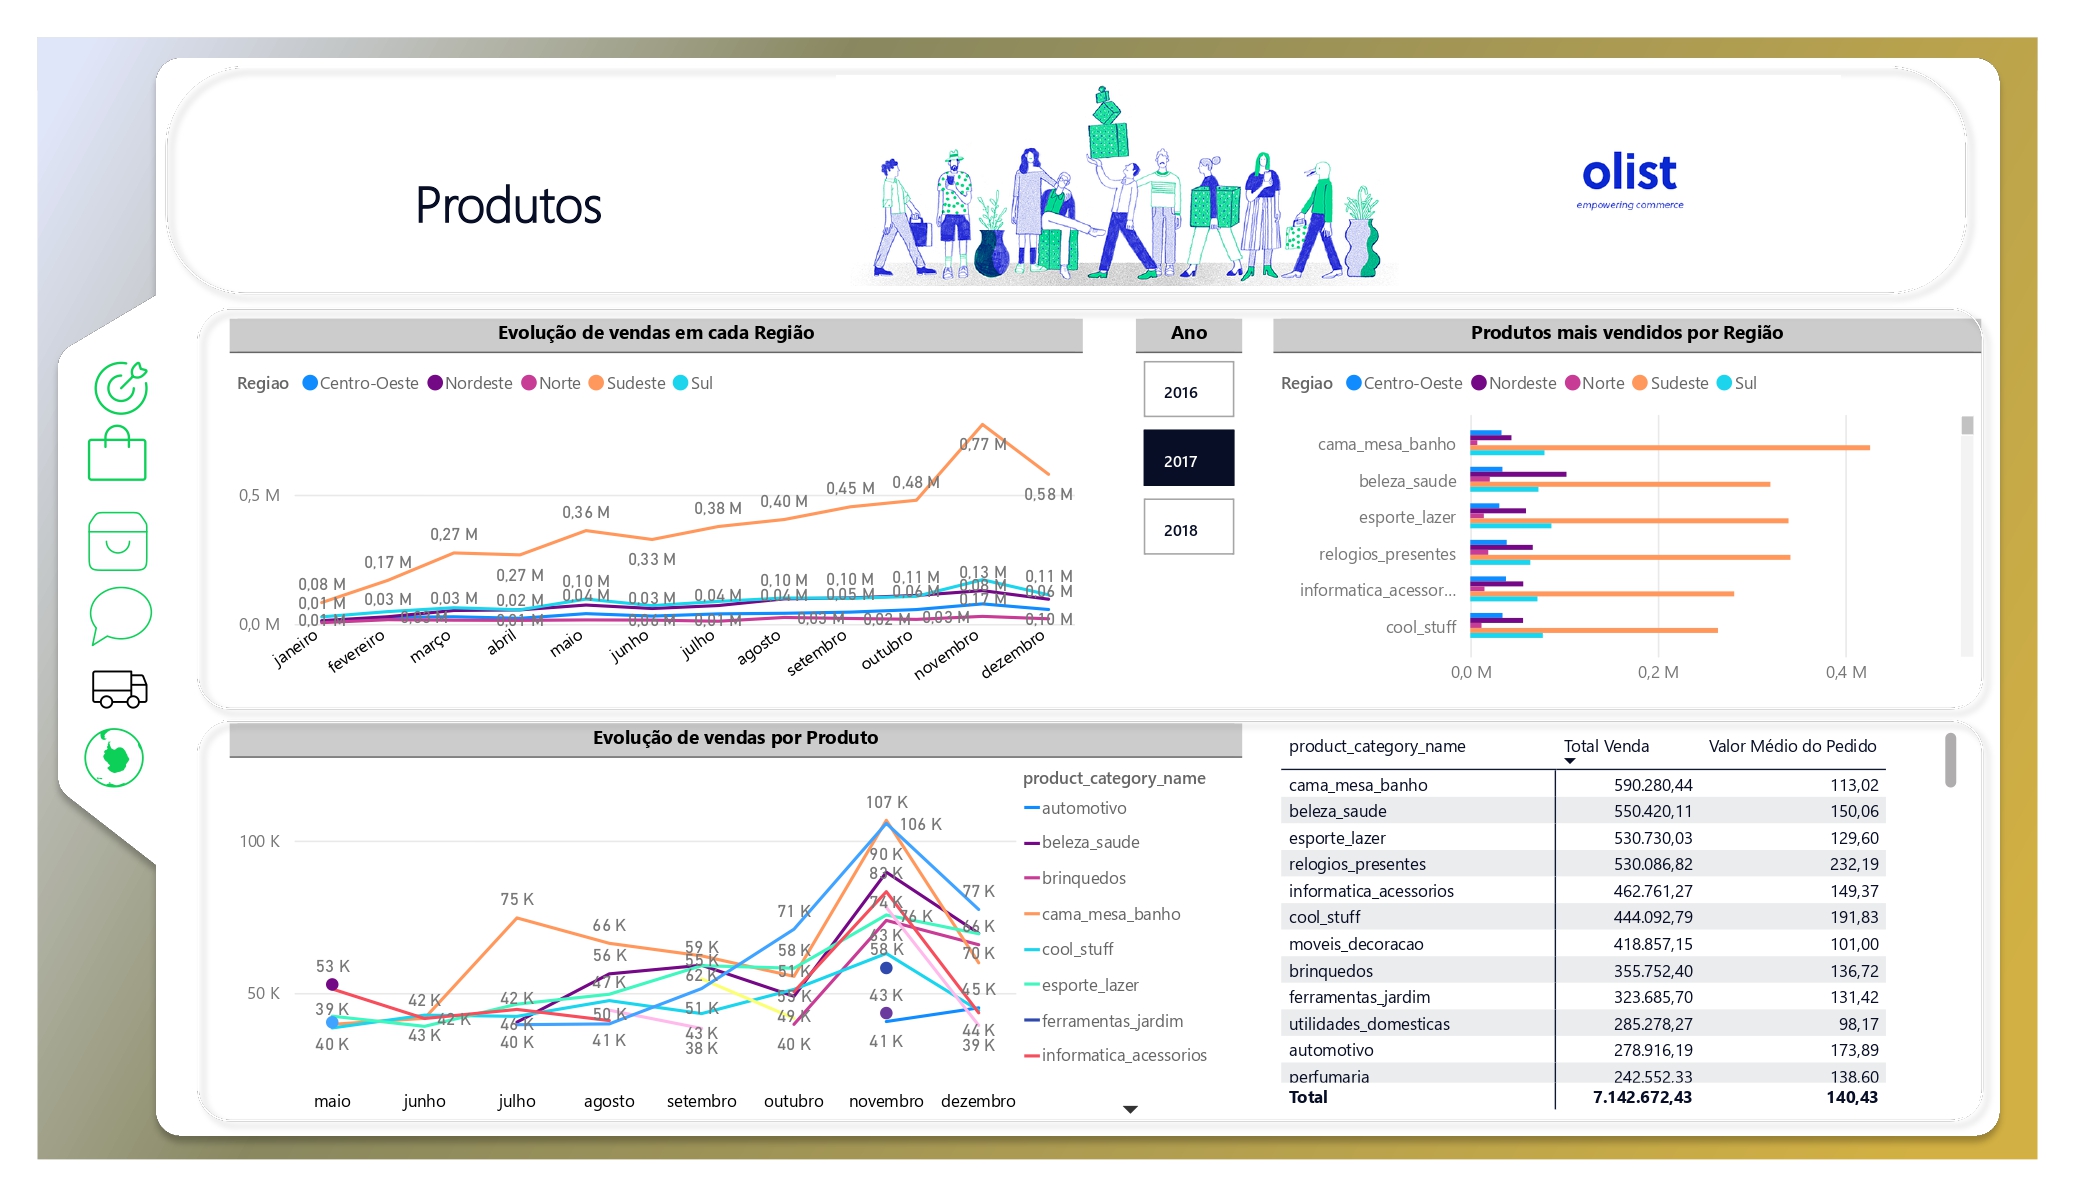 Produtos
olist
empowering commerce
Evolução de vendas em cada Região
Regiao Centro-Oeste Nordeste Norte Sudeste Sul
0,5 M
0,0 M
0,08 M
0,17 M
0,27 M
0,27 M
0,36 M
0,33 M
0,38 M
0,40 M
0,45 M
0,48 M
0,77 M
0,58 M
0,01 M
0,03 M
0,03 M
0,02 M
0,10 M
0,04 M
0,03 M
0,04 M
0,10 M
0,04 M
0,10 M
0,05 M
0,11 M
0,06 M
0,13 M
0,08 M
0,17 M
0,11 M
0,06 M
0,10 M
0,03 M
0,02 M
0,03 M
0,01 M
0,01 M
janeiro fevereiro março abril maio junho julho agosto setembro outubro novembro dezembro
Ano
2016
2017
2018
Produtos mais vendidos por Região
Regiao Centro-Oeste Nordeste Norte Sudeste Sul
cama_mesa_banho
beleza_saude
esporte_lazer
relogios_presentes
informatica_acessor...
cool_stuff
0,0 M 0,2 M 0,4 M
Evolução de vendas por Produto
100 K
50 K
53 K
39 K
40 K
42 K
42 K
43 K
75 K
42 K
46 K
40 K
66 K
56 K
47 K
50 K
41 K
59 K
55 K
62 K
51 K
43 K
38 K
71 K
58 K
51 K
53 K
49 K
40 K
107 K
106 K
90 K
83 K
74 K
76 K
63 K
58 K
43 K
41 K
77 K
66 K
70 K
45 K
44 K
39 K
maio junho julho agosto setembro outubro novembro dezembro
product_category_name
automotivo
beleza_saude
brinquedos
cama_mesa_banho
cool_stuff
esporte_lazer
ferramentas_jardim
informatica_acessorios
product_category_name Total Venda Valor Médio do Pedido
cama_mesa_banho 590.280,44 113,02
beleza_saude 550.420,11 150,06
esporte_lazer 530.730,03 129,60
relogios_presentes 530.086,82 232,19
informatica_acessorios 462.761,27 149,37
cool_stuff 444.092,79 191,83
moveis_decoracao 418.857,15 101,00
brinquedos 355.752,40 136,72
ferramentas_jardim 323.685,70 131,42
utilidades_domesticas 285.278,27 98,17
automotivo 278.916,19 173,89
perfumaria 242.552,33 138,60
Total 7.142.672,43 140,43